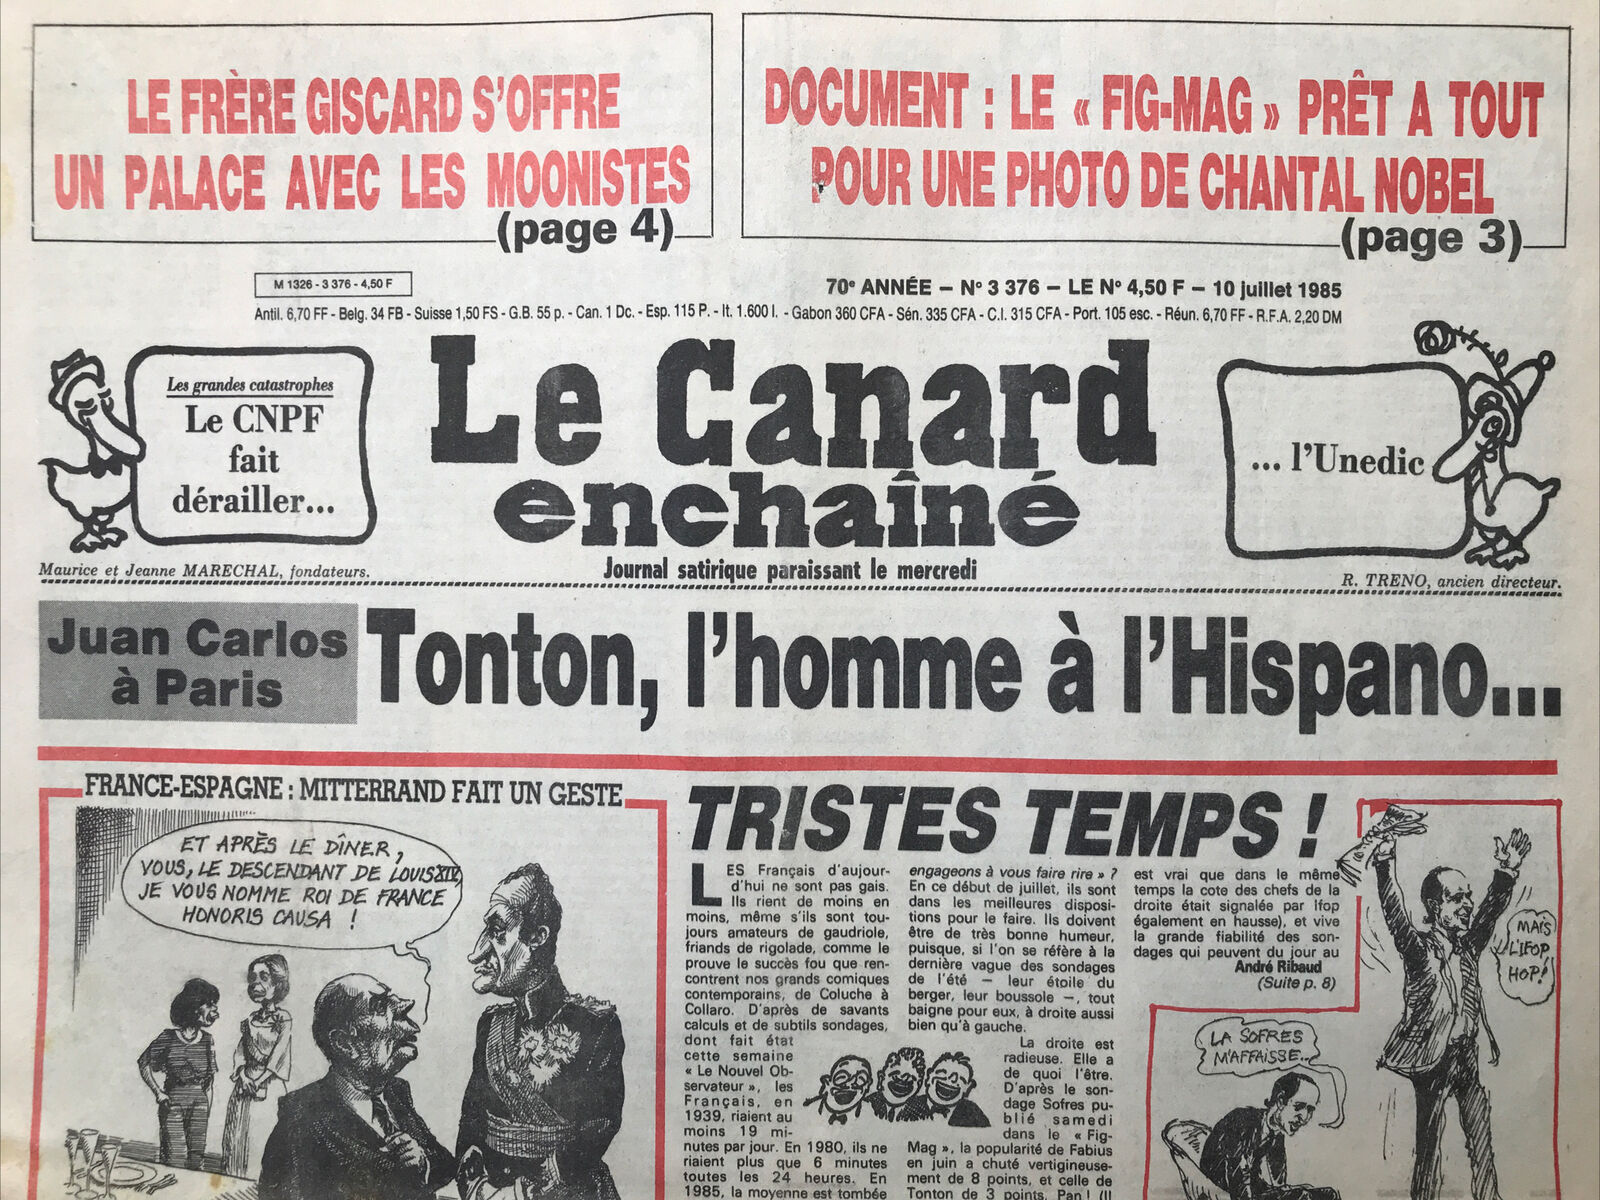 LE FRÈRE GISCARD S'OFFRE
UN PALACE AVEC LES MOONISTES
(page 4)
DOCUMENT : LE « FIG-MAG » PRÊT A TOUT
POUR UNE PHOTO DE CHANTAL NOBEL
(page 3)
M 1326 - 3 376 - 4,50 F
70e ANNÉE – No 3 376 – LE No 4,50 F – 10 juillet 1985
Antil. 6,70 FF - Belg. 34 FB - Suisse 1,50 FS - G.B. 55 p. - Can. 1 Dc. - Esp. 115 P. - It. 1.600 l. - Gabon 360 CFA - Sén. 335 CFA - C.I. 315 CFA - Port. 105 esc. - Réun. 6,70 FF - R.F.A. 2,20 DM
Les grandes catastrophes
Le CNPF
fait
dérailler...
Le Canard
enchaîné
... l'Unedic
Maurice et Jeanne MARECHAL, fondateurs.
Journal satirique paraissant le mercredi
R. TRENO, ancien directeur.
Juan Carlos
à Paris
Tonton, l'homme à l'Hispano...
FRANCE-ESPAGNE : MITTERRAND FAIT UN GESTE
ET APRÈS LE DÎNER,
VOUS, LE DESCENDANT DE LOUIS XIV,
JE VOUS NOMME ROI DE FRANCE
HONORIS CAUSA !
TRISTES TEMPS !
LES Français d'aujour-
d'hui ne sont pas gais.
Ils rient de moins en
moins, même s'ils sont tou-
jours amateurs de gaudriole,
friands de rigolade, comme le
prouve le succès fou que ren-
contrent nos grands comiques
contemporains, de Coluche à
Collaro. D'après de savants
calculs et de subtils sondages,
dont fait état
cette semaine
« Le Nouvel Ob-
servateur », les
Français, en
1939, riaient au
moins 19 mi-
nutes par jour. En 1980, ils ne
riaient plus que 6 minutes
toutes les 24 heures. En
1985, la moyenne est tombée
engageons à vous faire rire » ?
En ce début de juillet, ils sont
dans les meilleures disposi-
tions pour le faire. Ils doivent
être de très bonne humeur,
puisque, si l'on se réfère à la
dernière vague des sondages
de l'été — leur étoile du
berger, leur boussole —, tout
baigne pour eux, à droite aussi
bien qu'à gauche.
La droite est
radieuse. Elle a
de quoi l'être.
D'après le son-
dage Sofres pu-
blié samedi
dans le « Fig-
Mag », la popularité de Fabius
en juin a chuté vertigineuse-
ment de 8 points, et celle de
Tonton de 3 points. Pan ! (Il
est vrai que dans le même
temps la cote des chefs de la
droite était signalée par Ifop
également en hausse), et vive
la grande fiabilité des son-
dages qui peuvent du jour au
André Ribaud
(Suite p. 8)
MAIS
L'IFOP,
HOP!
LA SOFRES
M'AFFAISSE...